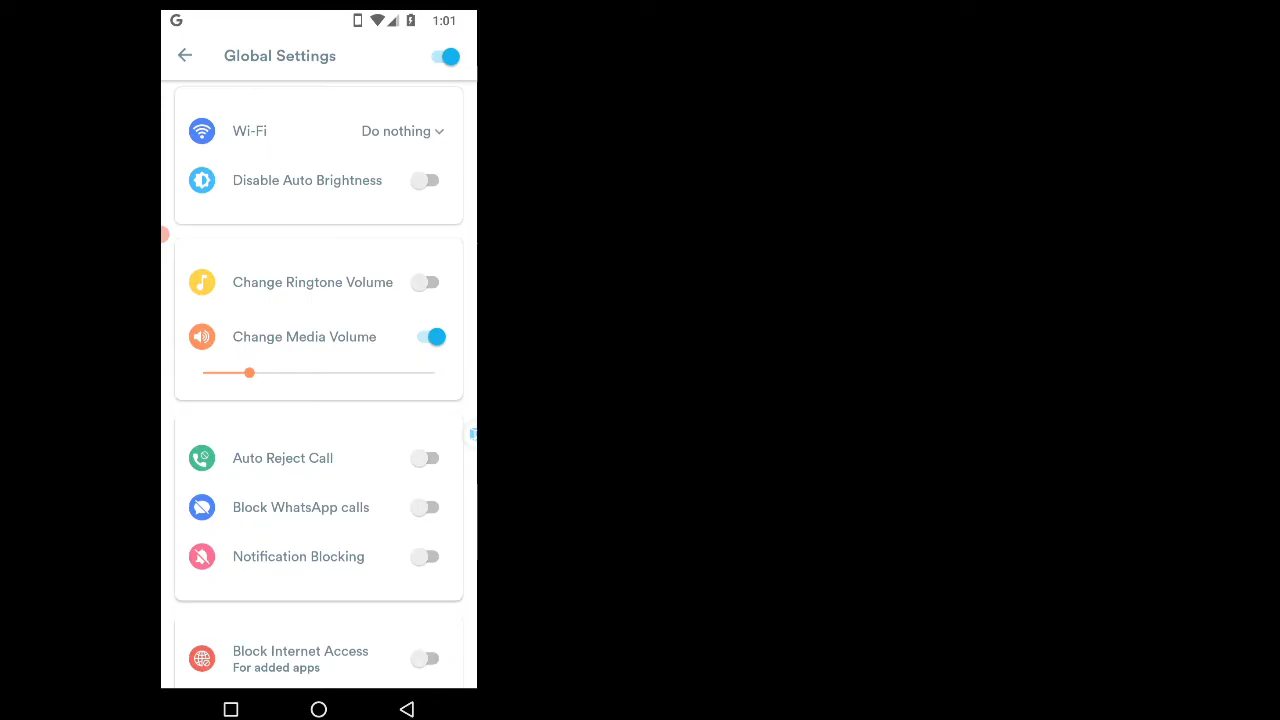 G
1:01
Global Settings
Wi-Fi
Do nothing
Disable Auto Brightness
Change Ringtone Volume
Change Media Volume
Auto Reject Call
Block WhatsApp calls
Notification Blocking
Block Internet Access
For added apps